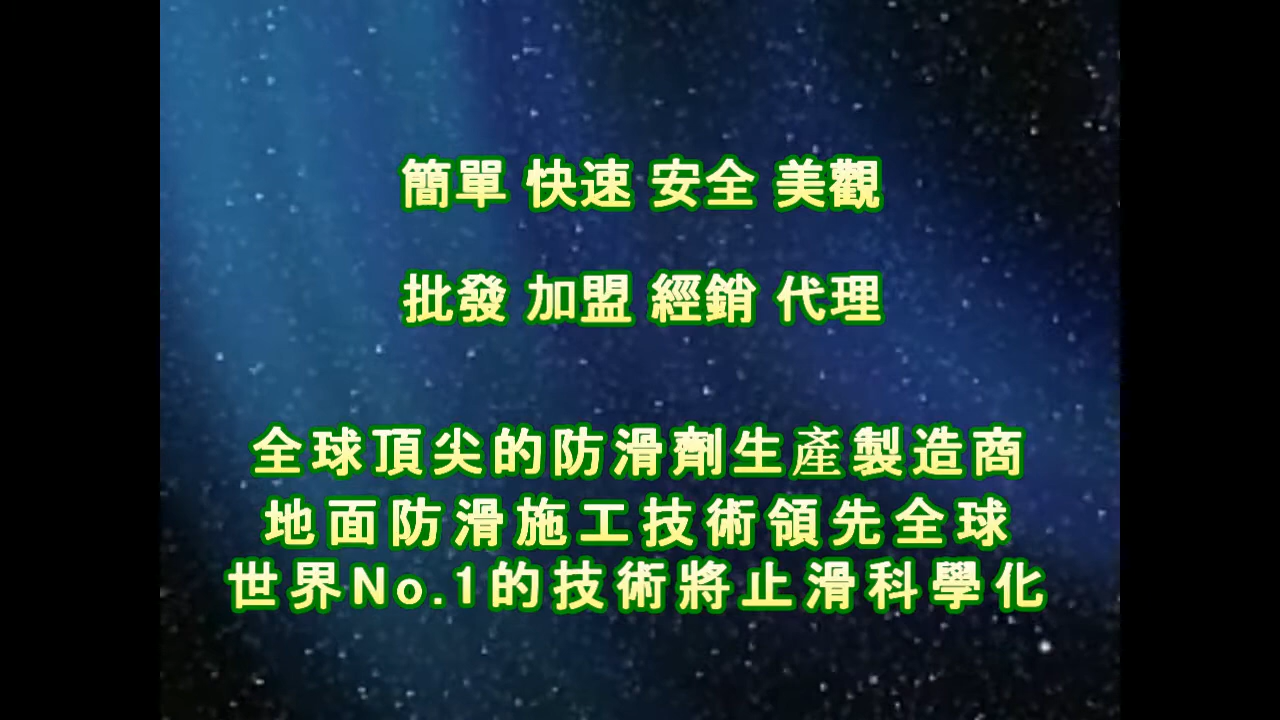 簡單 快速 安全 美觀
批發 加盟 經銷 代理
全球頂尖的防滑劑生產製造商
地面防滑施工技術領先全球
世界No.1的技術將止滑科學化